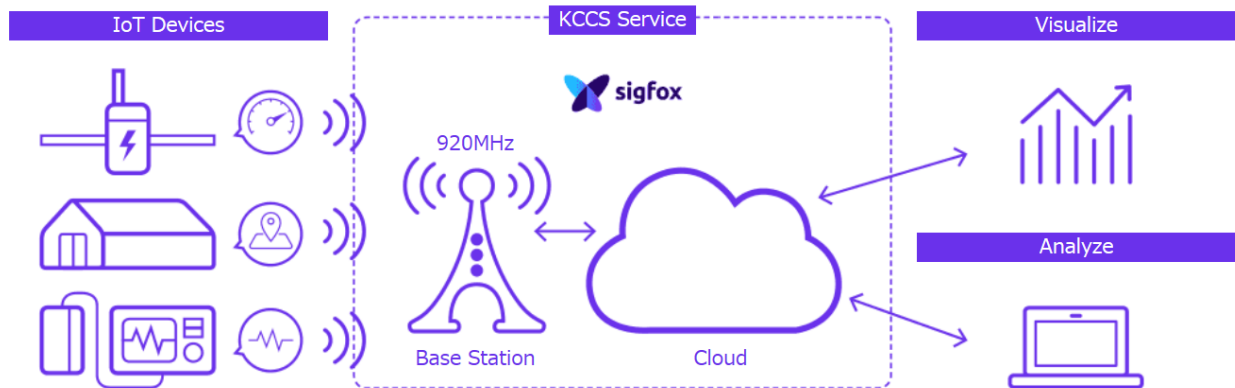 IoT Devices
KCCS Service
Visualize
sigfox
920MHz
Analyze
Base Station
Cloud